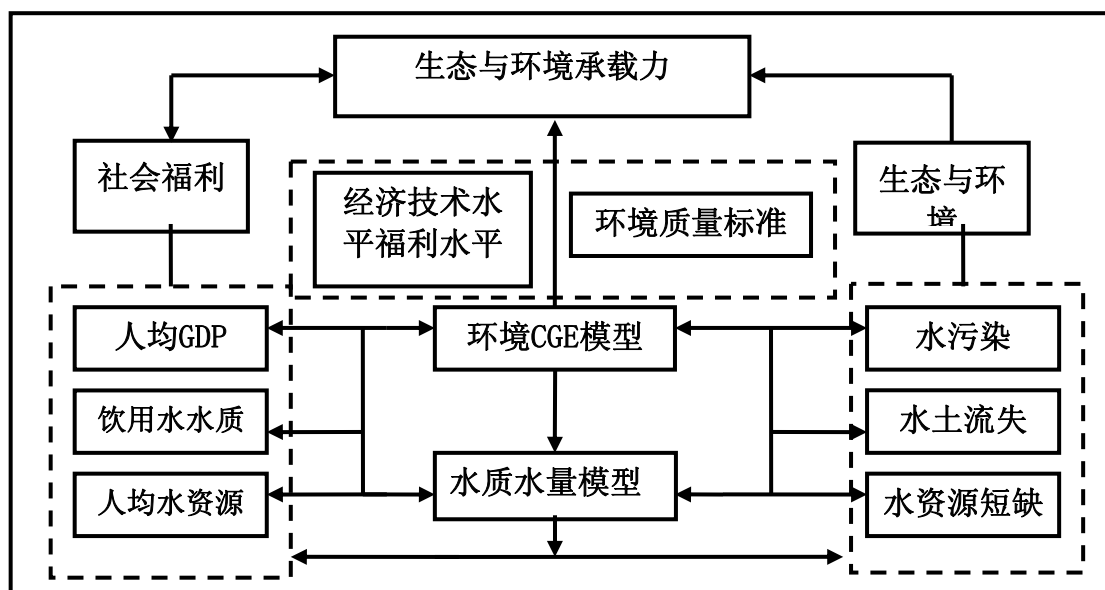 生态与环境承载力
社会福利
生态与环
境
经济技术水
平福利水平
环境质量标准
人均GDP
环境CGE模型
水污染
饮用水水质
水土流失
人均水资源
水质水量模型
水资源短缺